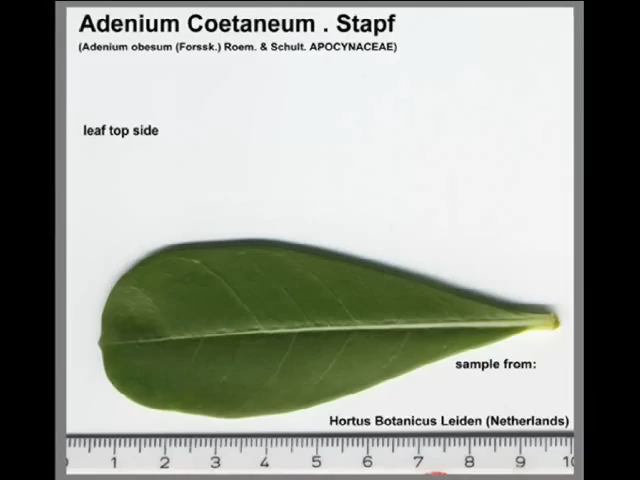 Adenium Coetaneum . Stapf
(Adenium obesum (Forssk.) Roem. & Schult. APOCYNACEAE)
leaf top side
sample from:
Hortus Botanicus Leiden (Netherlands)
1 2 3 4 5 6 7 8 9 10